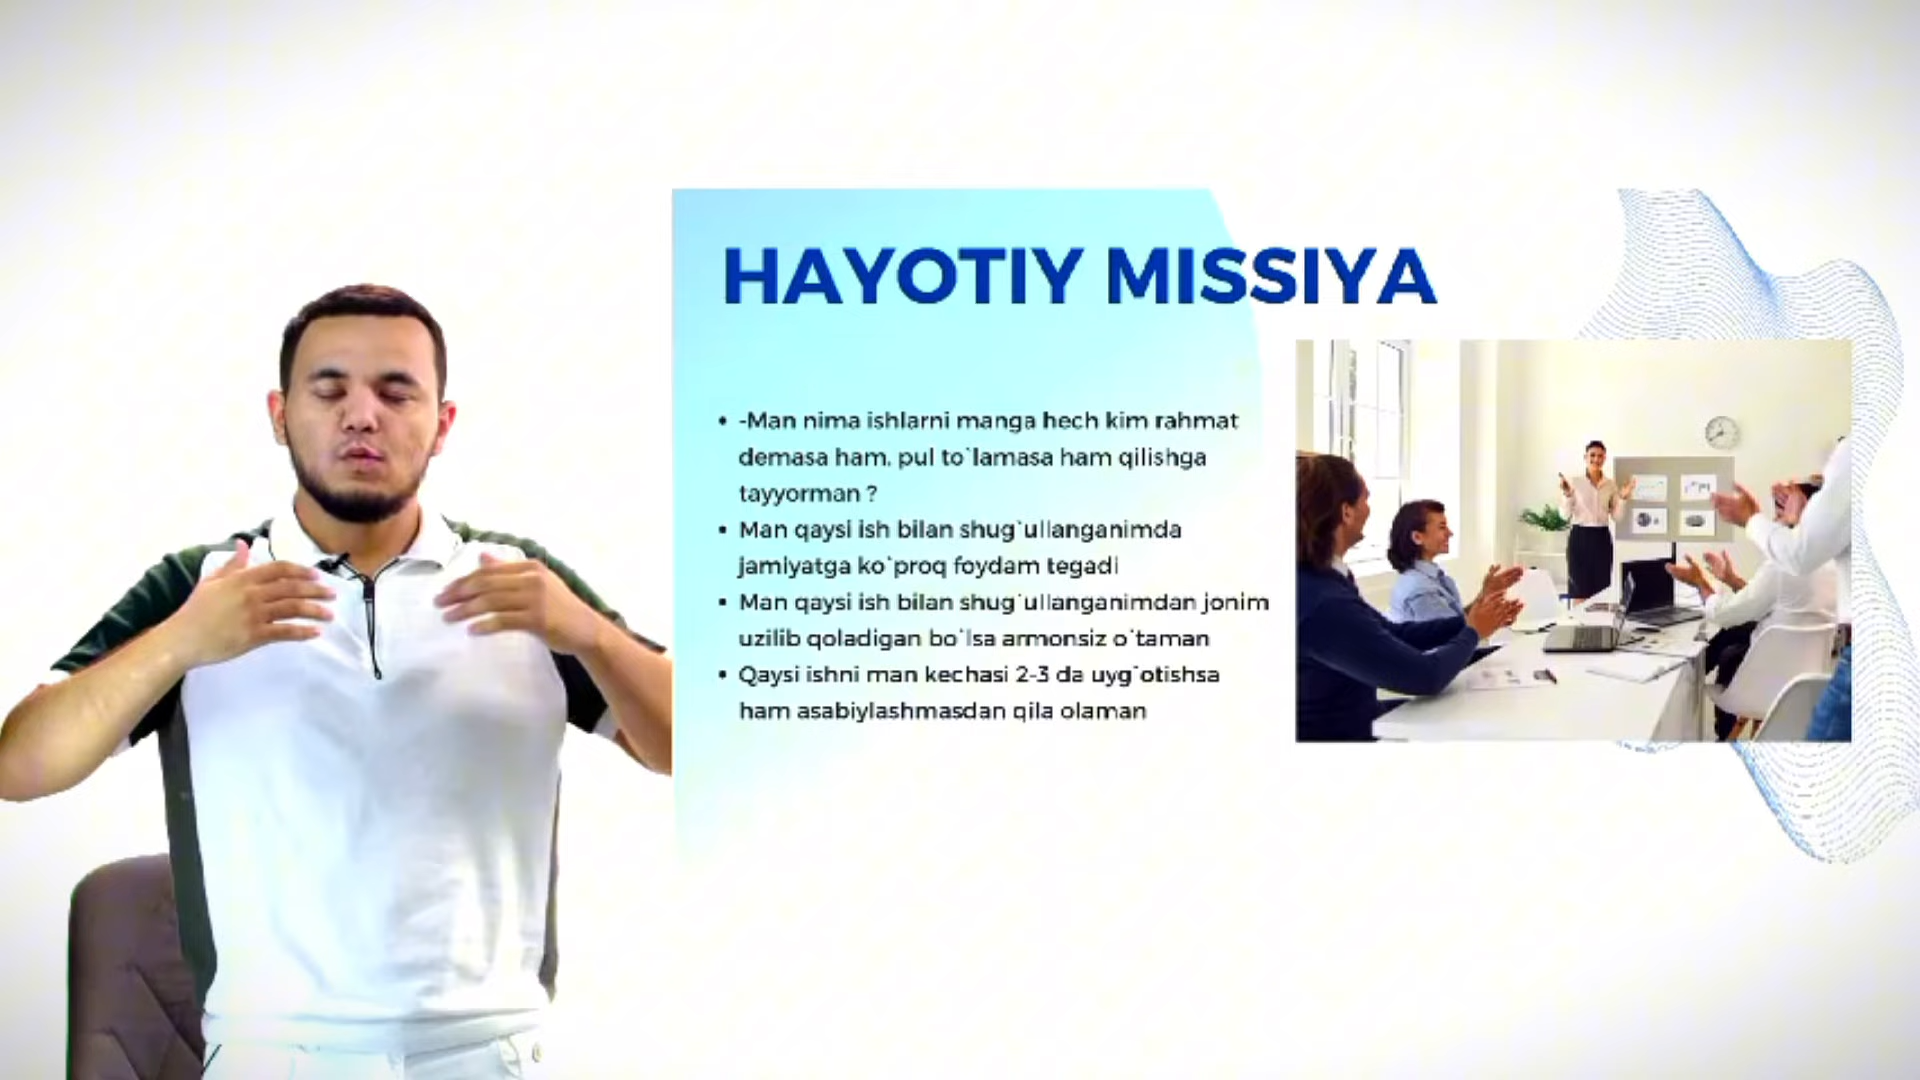 HAYOTIY MISSIYA
• -Man nima ishlarni manga hech kim rahmat
demasa ham, pul to`lamasa ham qilishga
tayyorman ?
• Man qaysi ish bilan shug`ullanganimda
jamiyatga ko`proq foydam tegadi
• Man qaysi ish bilan shug`ullanganimdan jonim
uzilib qoladigan bo`lsa armonsiz o`taman
• Qaysi ishni man kechasi 2-3 da uyg`otishsa
ham asabiylashmasdan qila olaman